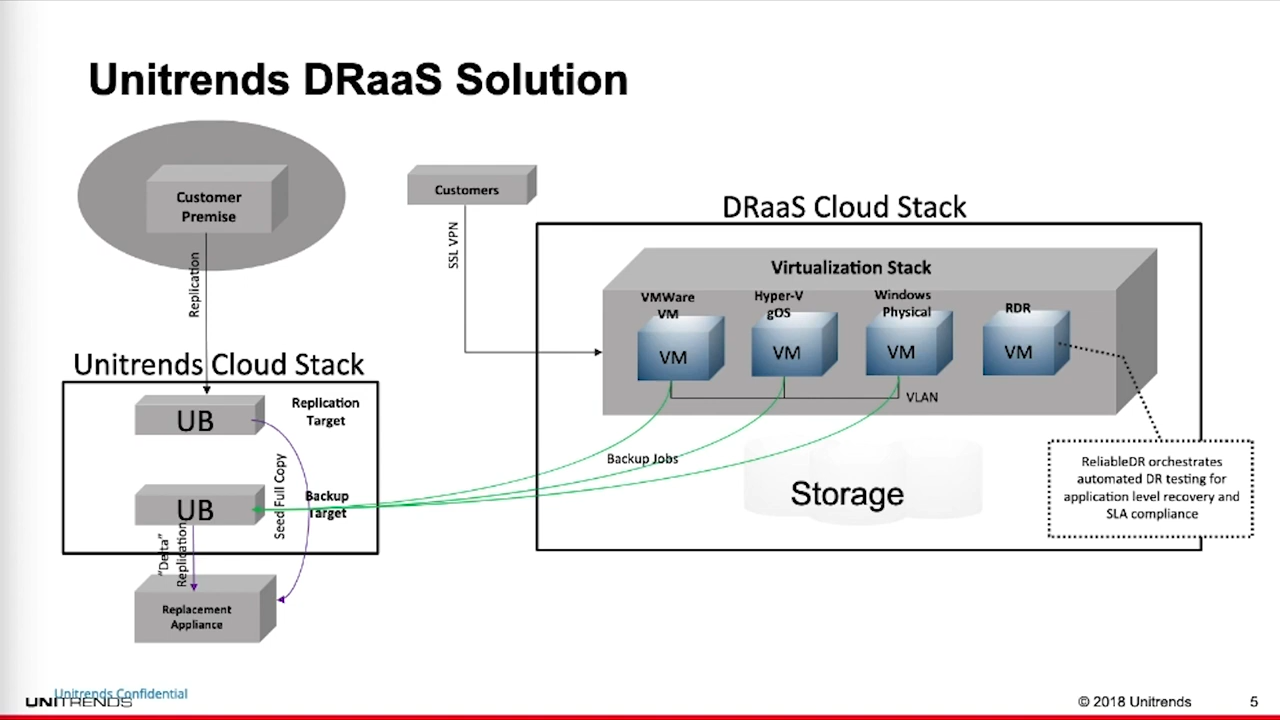 Unitrends DRaaS Solution
Customer
Premise
Replication
Customers
SSL VPN
DRaaS Cloud Stack
Virtualization Stack
VMWare
VM
VM
Hyper-V
gOS
VM
Windows
Physical
VM
RDR
VM
VLAN
Unitrends Cloud Stack
UB
Replication
Target
UB
Backup
Target
Seed Full Copy
"Delta"
Replication
Replacement
Appliance
Backup Jobs
Storage
ReliableDR orchestrates
automated DR testing for
application level recovery and
SLA compliance
Unitrends Confidential
UNITRENDS
© 2018 Unitrends
5